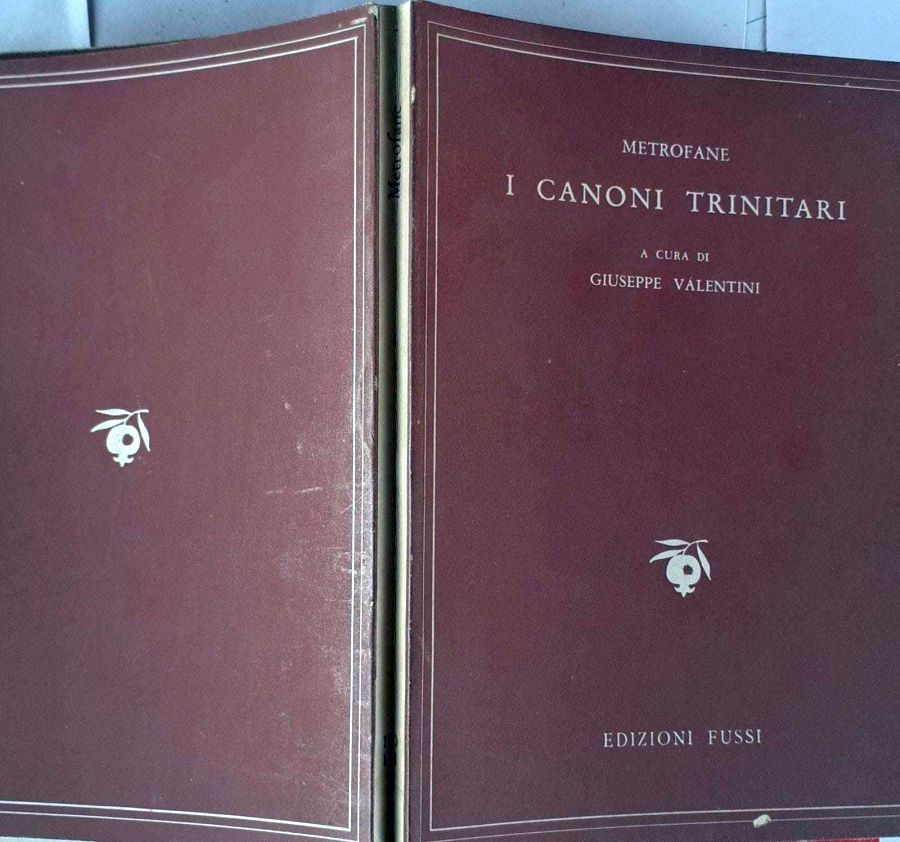 METROFANE
I CANONI TRINITARI
A CURA DI
GIUSEPPE VALENTINI
EDIZIONI FUSSI
Metrofane